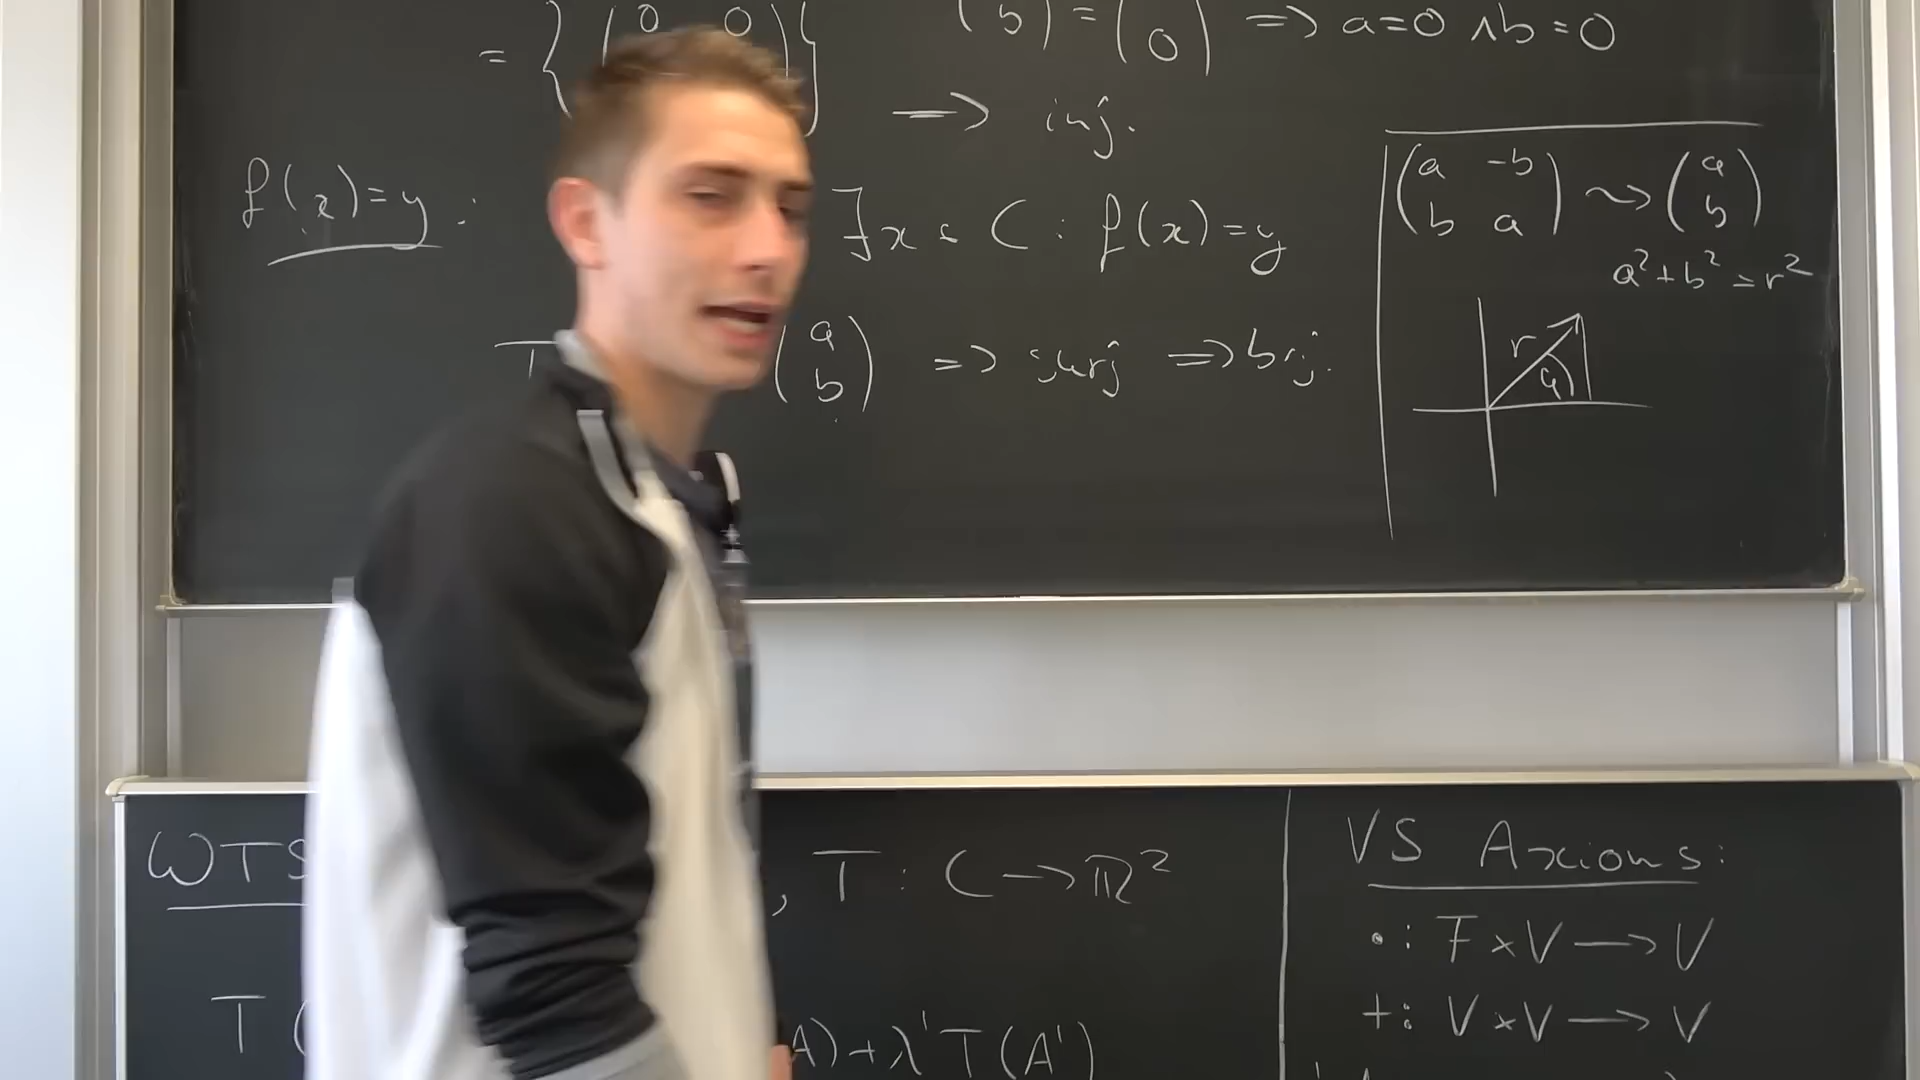 = { ( 0 0 ) }
( b ) = ( 0 ) => a=0 ∧ b=0
—> inj.
f(x)=y :
∃x ε C : f(x)=y
T ( a b ) => surj => bij.
( a -b
b a ) ⇝ ( a
b )
a²+b²=r²
r
φ
WTS , T : C —> ℝ²
T ( A)+λ'T(A')
VS Axioms:
• : F×V —> V
+: V×V —> V